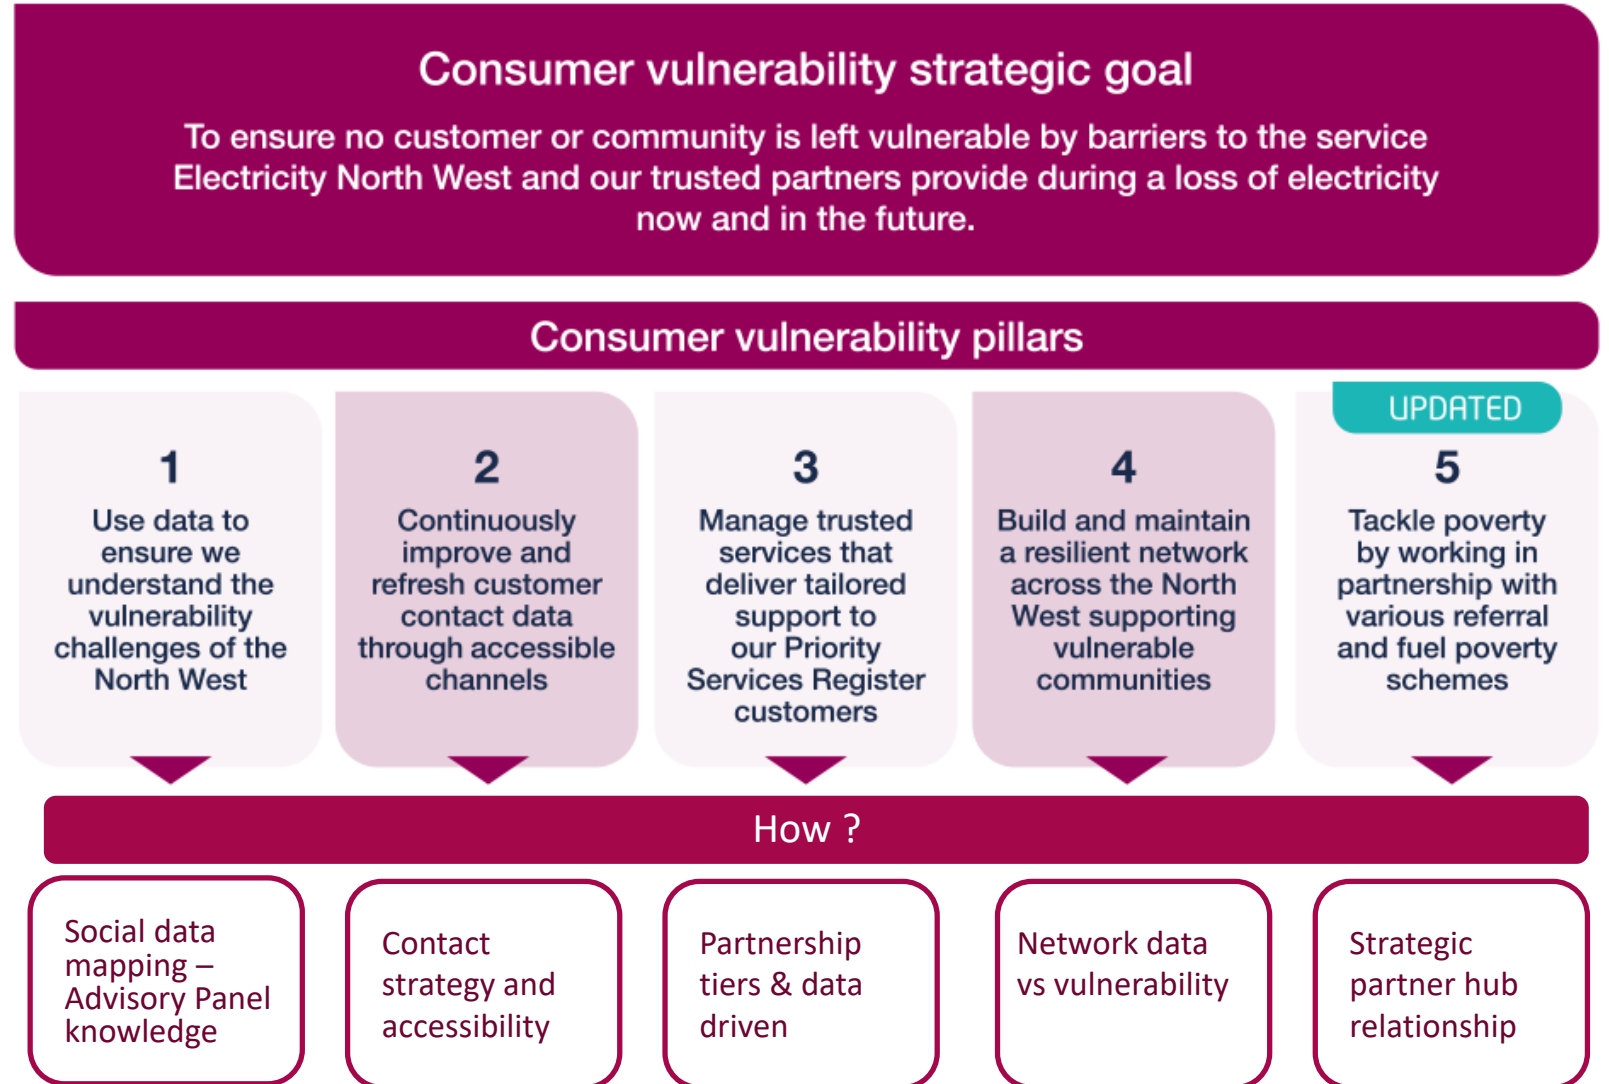 Consumer vulnerability strategic goal
To ensure no customer or community is left vulnerable by barriers to the service
Electricity North West and our trusted partners provide during a loss of electricity
now and in the future.
Consumer vulnerability pillars
1
Use data to
ensure we
understand the
vulnerability
challenges of the
North West
2
Continuously
improve and
refresh customer
contact data
through accessible
channels
3
Manage trusted
services that
deliver tailored
support to
our Priority
Services Register
customers
4
Build and maintain
a resilient network
across the North
West supporting
vulnerable
communities
UPDATED
5
Tackle poverty
by working in
partnership with
various referral
and fuel poverty
schemes
How ?
Social data
mapping –
Advisory Panel
knowledge
Contact
strategy and
accessibility
Partnership
tiers & data
driven
Network data
vs vulnerability
Strategic
partner hub
relationship